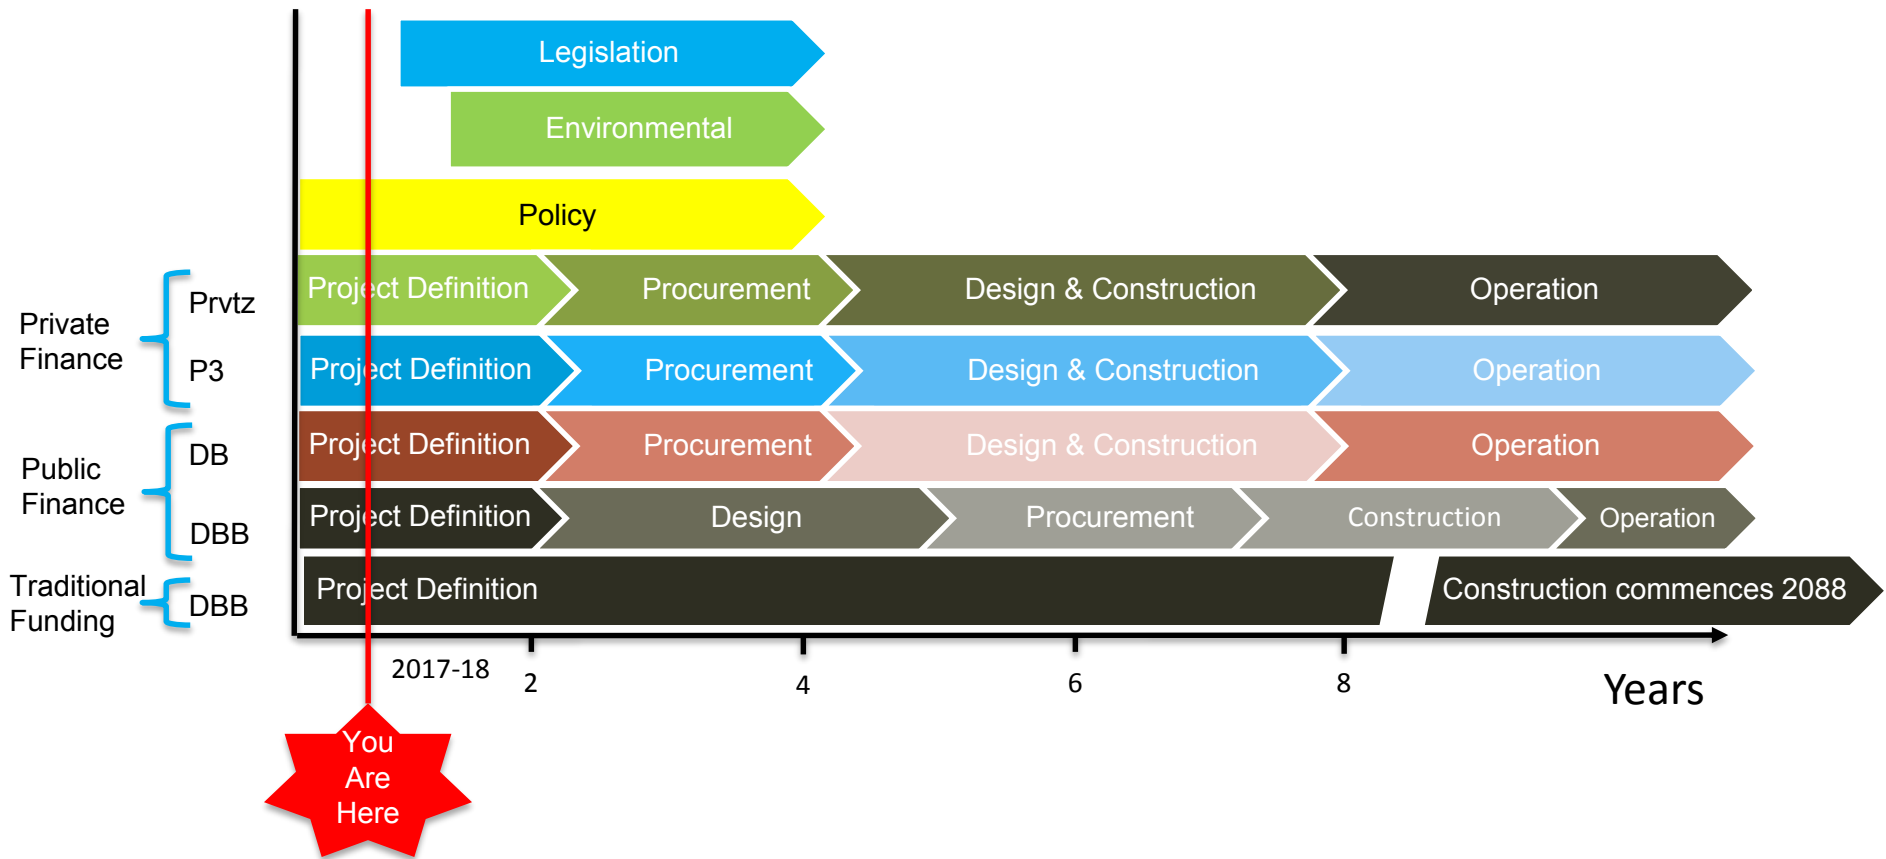 Legislation
Environmental
Policy
Private
Finance
Prvtz
Project Definition
Procurement
Design & Construction
Operation
P3
Project Definition
Procurement
Design & Construction
Operation
Public
Finance
DB
Project Definition
Procurement
Design & Construction
Operation
DBB
Project Definition
Design
Procurement
Construction
Operation
Traditional
Funding
DBB
Project Definition
Construction commences 2088
2017-18
2
4
6
8
Years
You
Are
Here